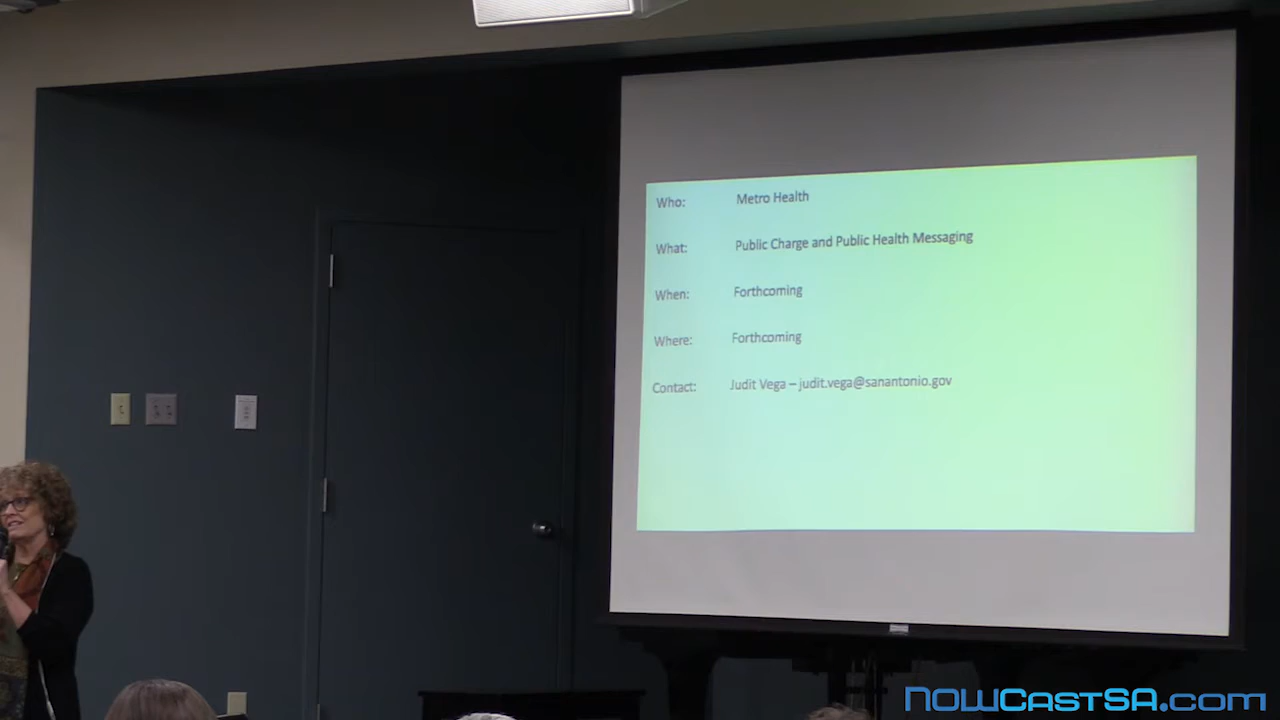 Who: Metro Health
What: Public Charge and Public Health Messaging
When: Forthcoming
Where: Forthcoming
Contact: Judit Vega – judit.vega@sanantonio.gov
NOWCASTSA.com